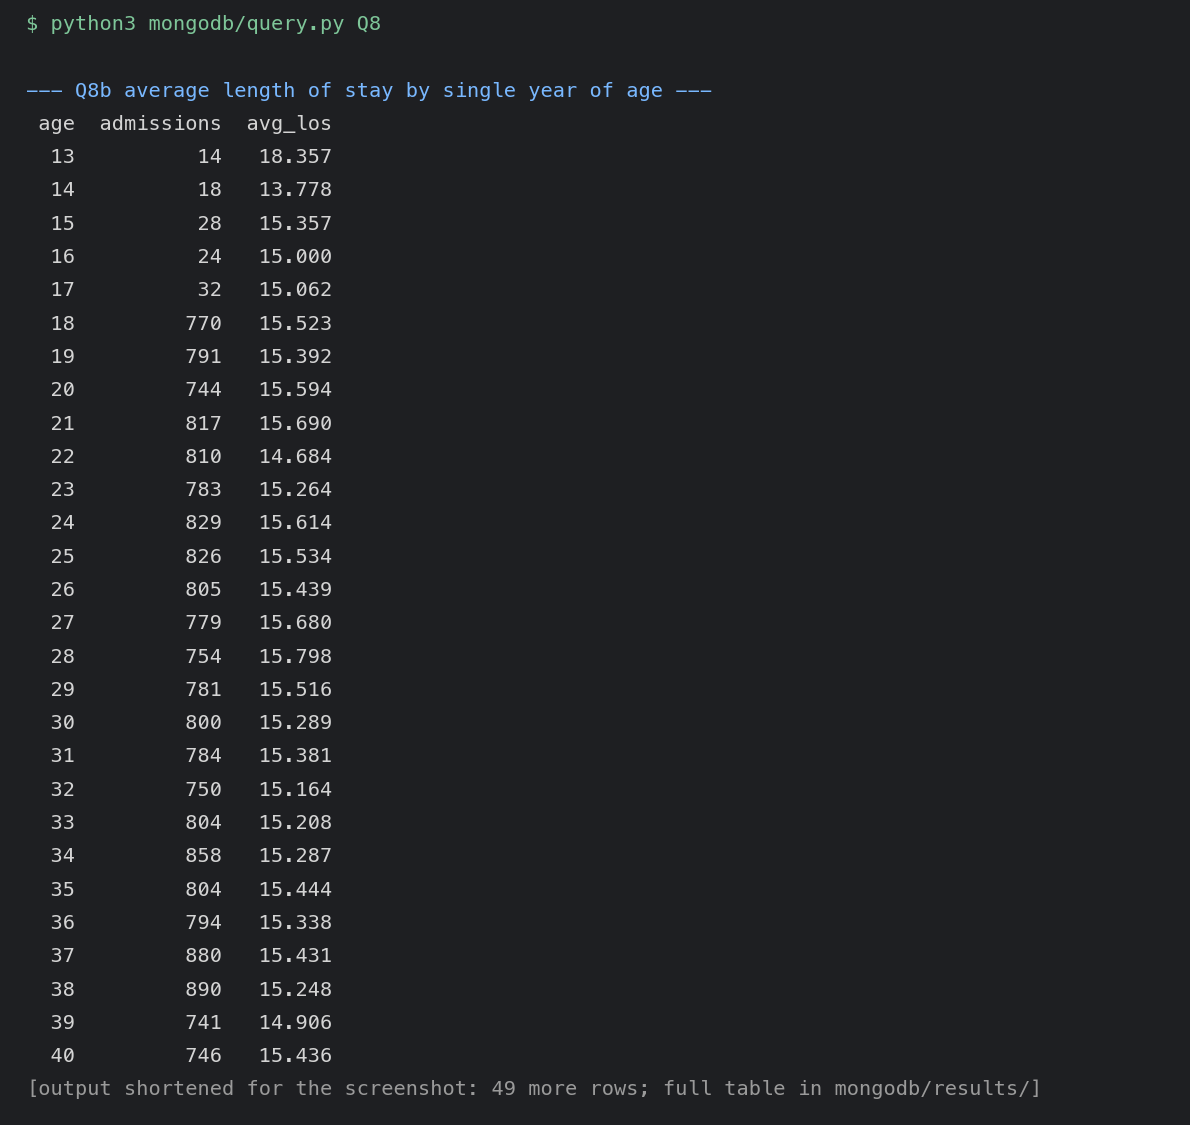 $ python3 mongodb/query.py Q8
--- Q8b average length of stay by single year of age ---
age  admissions  avg_los
13          14   18.357
14          18   13.778
15          28   15.357
16          24   15.000
17          32   15.062
18         770   15.523
19         791   15.392
20         744   15.594
21         817   15.690
22         810   14.684
23         783   15.264
24         829   15.614
25         826   15.534
26         805   15.439
27         779   15.680
28         754   15.798
29         781   15.516
30         800   15.289
31         784   15.381
32         750   15.164
33         804   15.208
34         858   15.287
35         804   15.444
36         794   15.338
37         880   15.431
38         890   15.248
39         741   14.906
40         746   15.436
[output shortened for the screenshot: 49 more rows; full table in mongodb/results/]